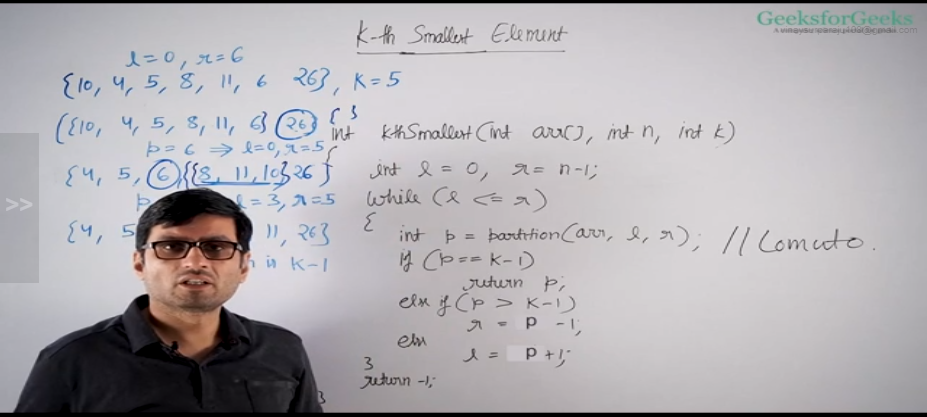 GeeksforGeeks
K-th Smallest Element
l=0, r=6
{10, 4, 5, 8, 11, 6 26}, K=5
({10, 4, 5, 8, 11, 6} 26} { }
p=6 ⇒ l=0, r=5
{4, 5, 6 {{8, 11, 10} 26}
p l=3, r=5
{4, 5 11, 26}
is K-1
int kthSmallest(int arr[], int n, int k)
{
int l = 0, r = n-1;
while (l <= r)
{
int p = partition(arr, l, r); //Lomuto.
if (p == K-1)
return p;
else if (p > K-1)
r = p -1;
else
l = p +1;
}
return -1;
}
>>